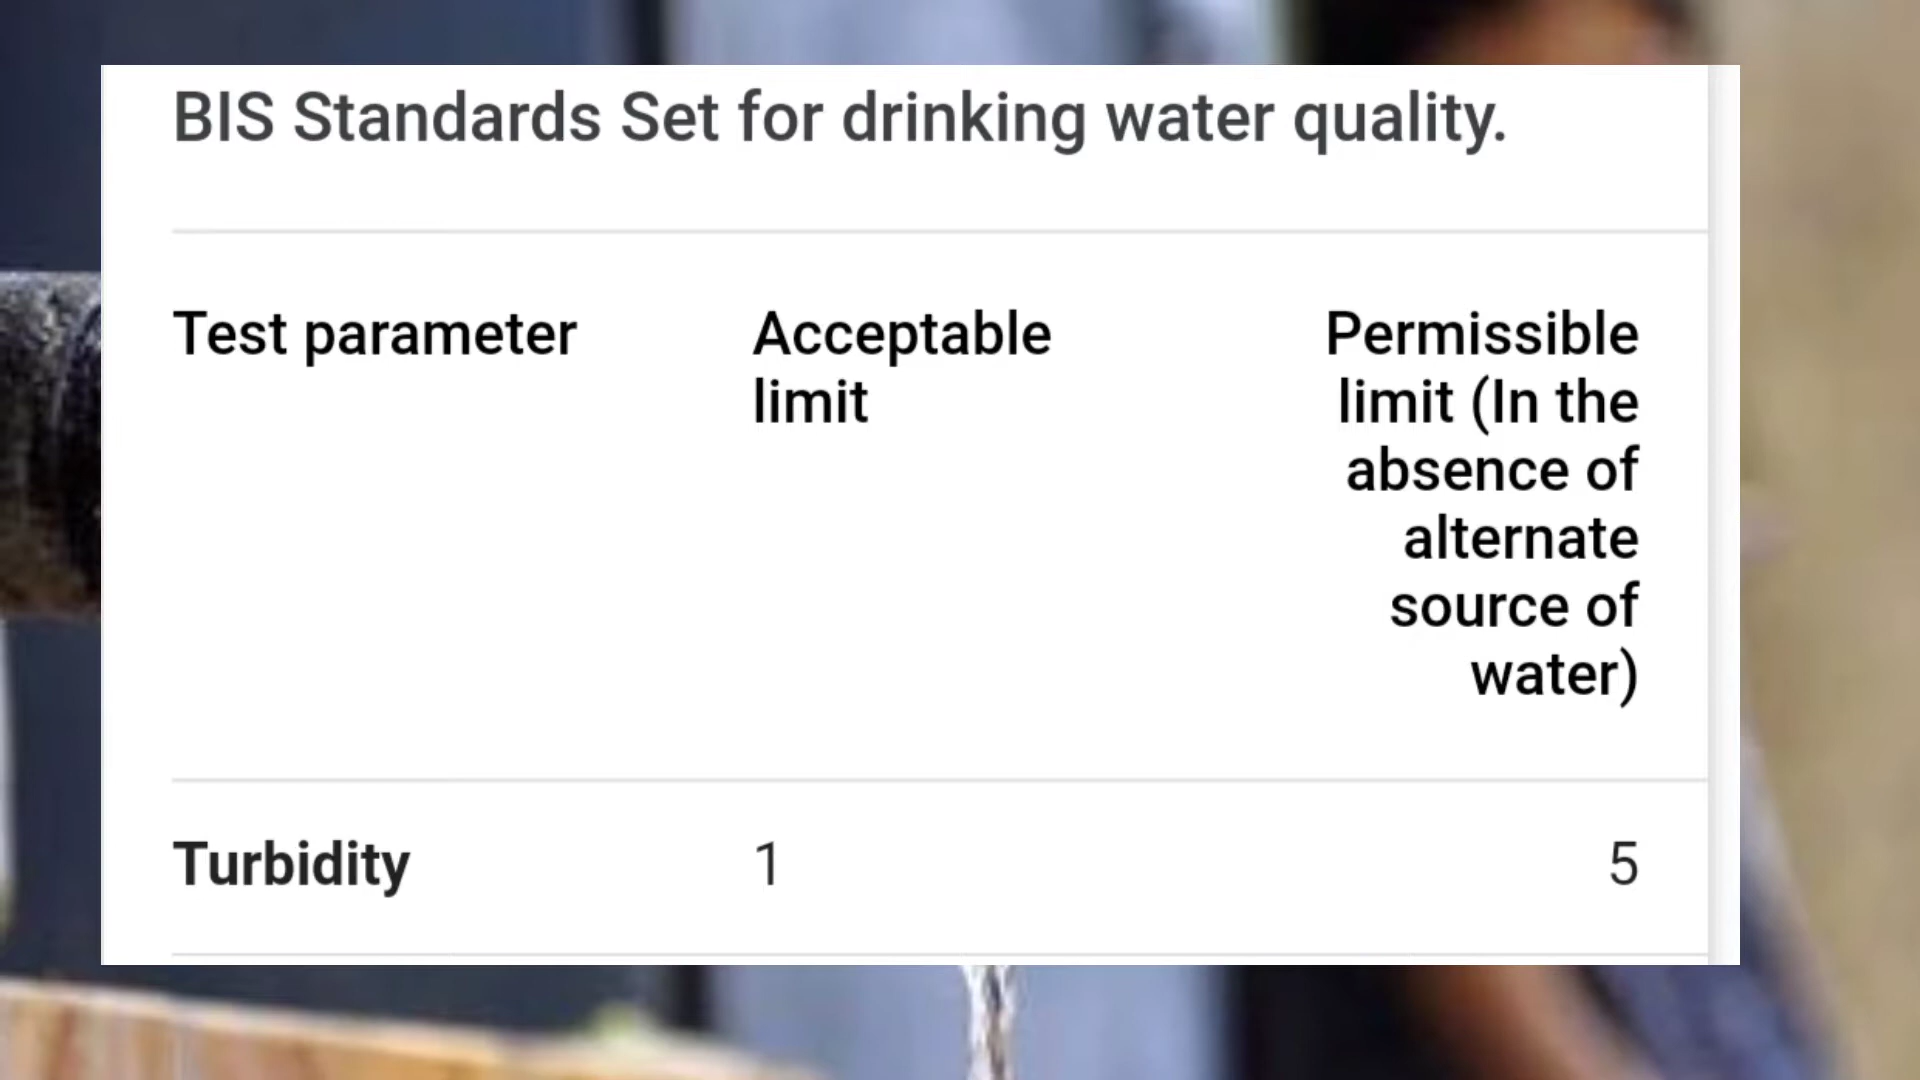 BIS Standards Set for drinking water quality.
Test parameter
Acceptable
limit
Permissible
limit (In the
absence of
alternate
source of
water)
Turbidity 1 5